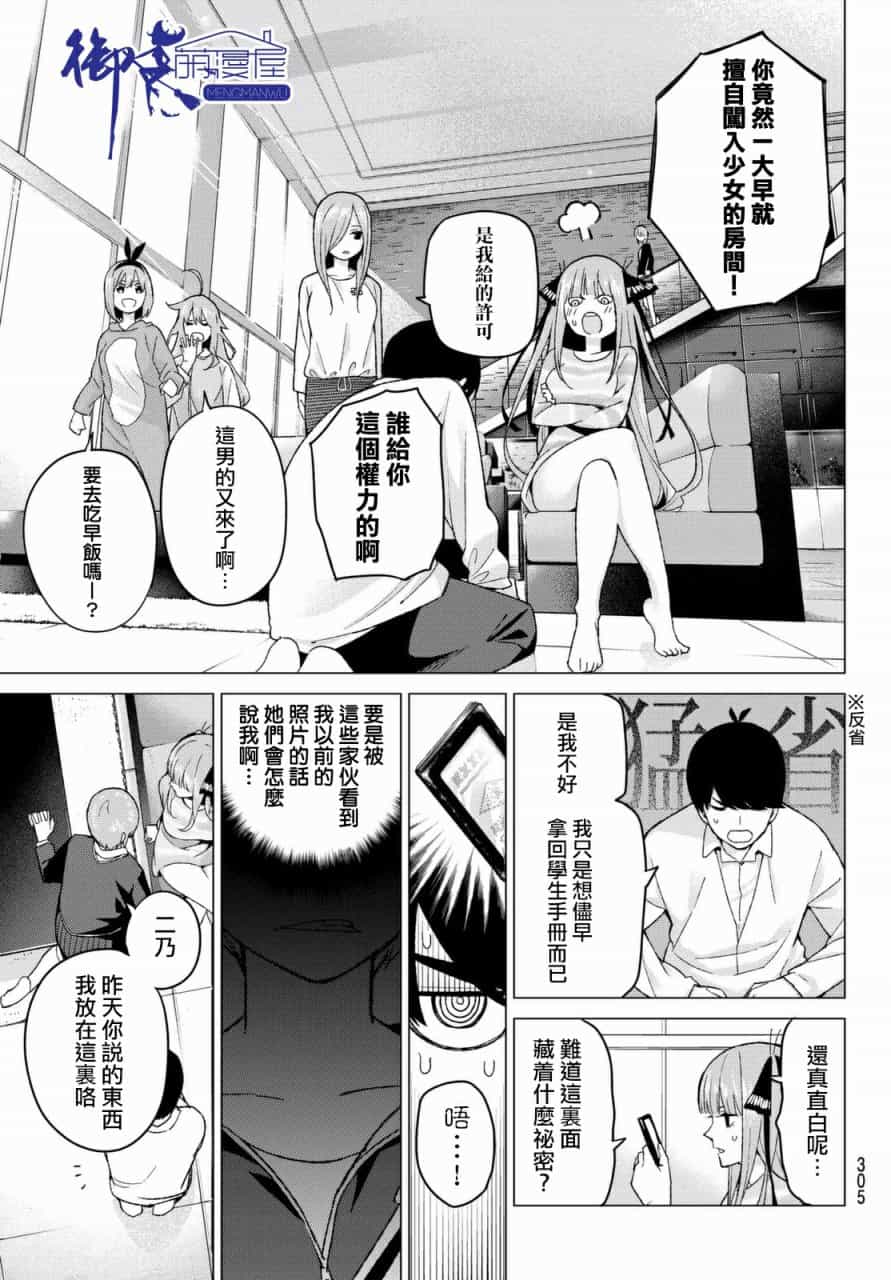 御宅萌漫屋
MENGMANWU
你竟然一大早就
擅自闖入少女的房間！
是我給的許可
誰給你
這個權力的啊
這男的又來了啊…
要去吃早飯嗎－？
※反省
猛省
是我不好
我只是想儘早
拿回學生手冊而已
還真直白呢…
難道這裏面
藏着什麼祕密？
唔…！
要是被
這些家伙看到
我以前的
照片的話
她們會怎麼
說我啊…
二乃
昨天你說的東西
我放在這裏咯
305